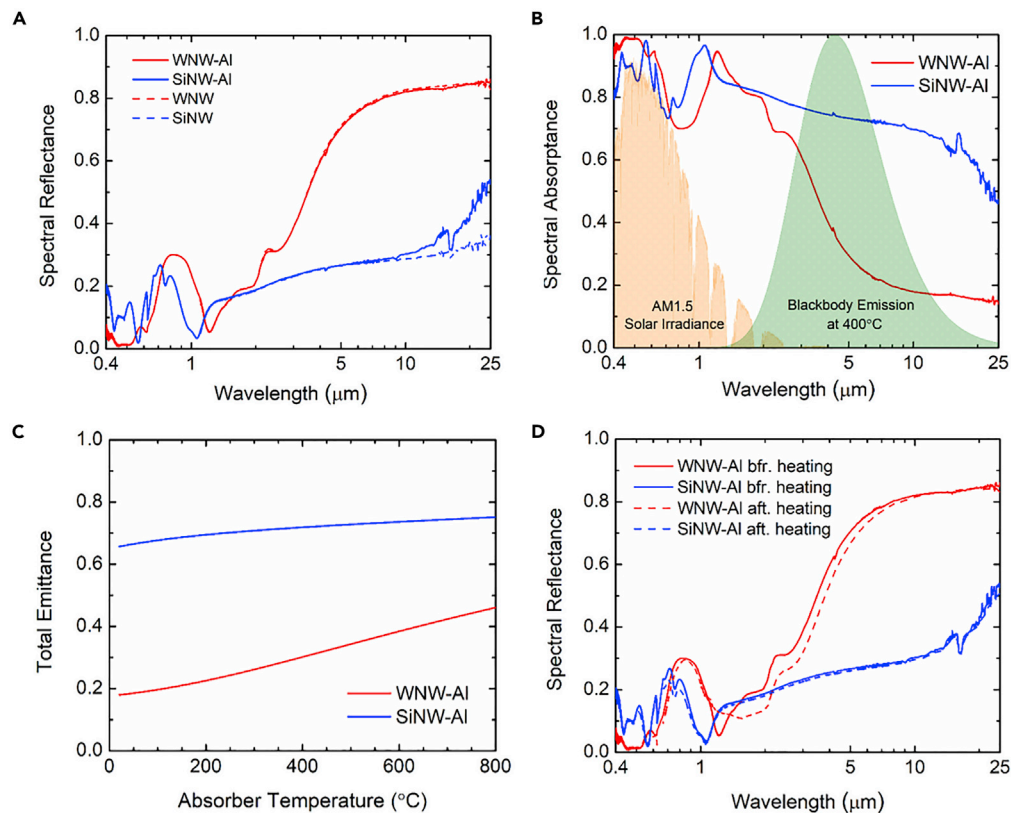 A
WNW-Al
SiNW-Al
WNW
SiNW
Spectral Reflectance
1.0
0.8
0.6
0.4
0.2
0.0
0.4 1 5 10 25
Wavelength (μm)
B
WNW-Al
SiNW-Al
Spectral Absorptance
1.0
0.8
0.6
0.4
0.2
0.0
AM1.5
Solar Irradiance
Blackbody Emission
at 400°C
0.4 1 5 10 25
Wavelength (μm)
C
Total Emittance
1.0
0.8
0.6
0.4
0.2
0.0
WNW-Al
SiNW-Al
0 200 400 600 800
Absorber Temperature (°C)
D
WNW-Al bfr. heating
SiNW-Al bfr. heating
WNW-Al aft. heating
SiNW-Al aft. heating
Spectral Reflectance
1.0
0.8
0.6
0.4
0.2
0.0
0.4 1 5 10 25
Wavelength (μm)